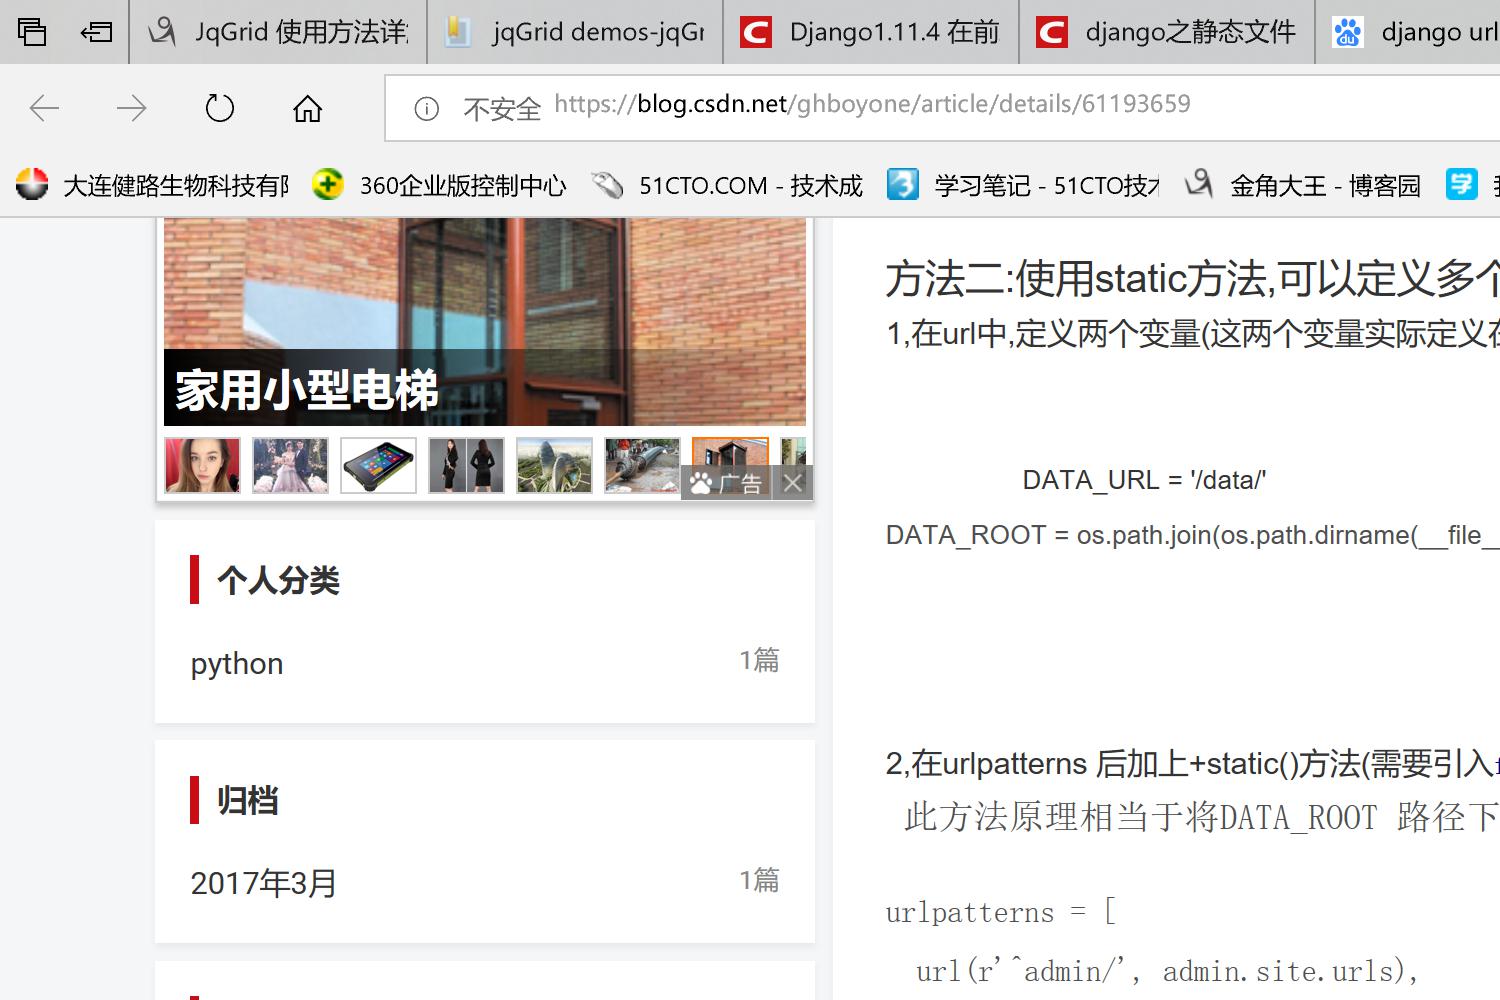 JqGrid 使用方法详
jqGrid demos-jqGr
Django1.11.4 在前
django之静态文件
django url
不安全 https://blog.csdn.net/ghboyone/article/details/61193659
大连健路生物科技有
360企业版控制中心
51CTO.COM - 技术成
学习笔记 - 51CTO技
金角大王 - 博客园
学
家用小型电梯
广告
个人分类
python 1篇
归档
2017年3月 1篇
方法二:使用static方法,可以定义多个
1,在url中,定义两个变量(这两个变量实际定义在
DATA_URL = '/data/'
DATA_ROOT = os.path.join(os.path.dirname(__file_
2,在urlpatterns 后加上+static()方法(需要引入
此方法原理相当于将DATA_ROOT 路径下
urlpatterns = [
url(r'^admin/', admin.site.urls),